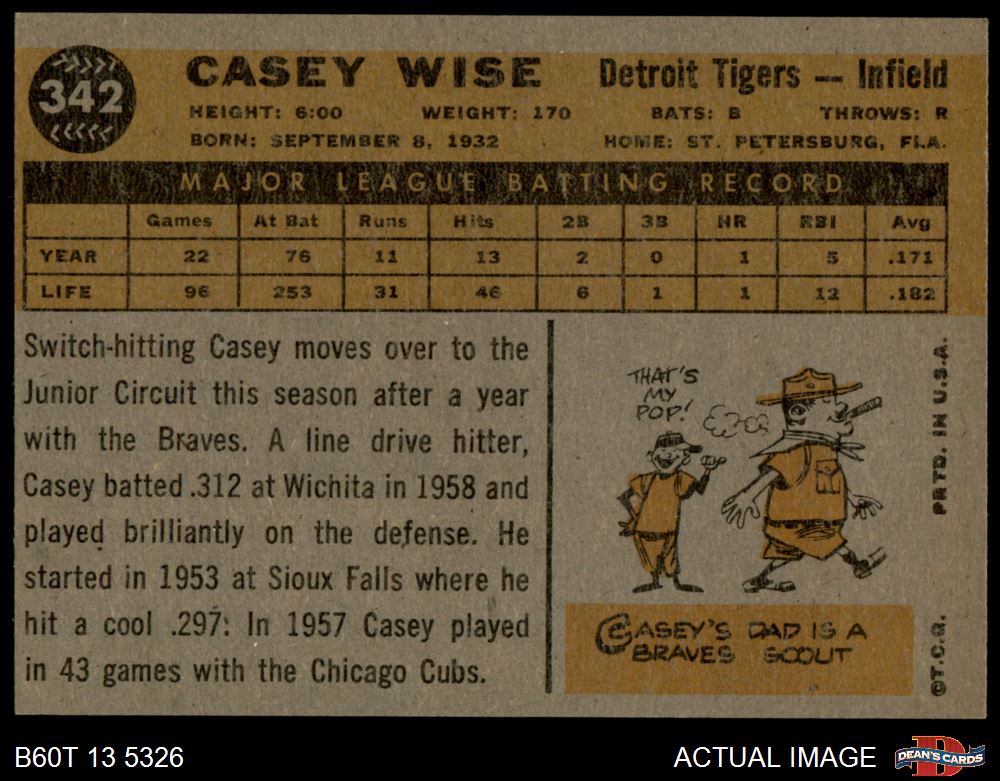 342
CASEY WISE Detroit Tigers — Infield
HEIGHT: 6:00 WEIGHT: 170 BATS: B THROWS: R
BORN: SEPTEMBER 8, 1932 HOME: ST. PETERSBURG, FLA.
MAJOR LEAGUE BATTING RECORD
Games At Bat Runs Hits 2B 3B HR RBI Avg
YEAR 22 76 11 13 2 0 1 5 .171
LIFE 96 253 31 46 6 1 1 12 .182
Switch-hitting Casey moves over to the
Junior Circuit this season after a year
with the Braves. A line drive hitter,
Casey batted .312 at Wichita in 1958 and
played brilliantly on the defense. He
started in 1953 at Sioux Falls where he
hit a cool .297: In 1957 Casey played
in 43 games with the Chicago Cubs.
THAT'S
MY
POP!
CASEY'S DAD IS A
BRAVES SCOUT
PRTD. IN U.S.A.
©T.C.G.
B60T 13 5326
ACTUAL IMAGE
D
DEAN'S CARDS